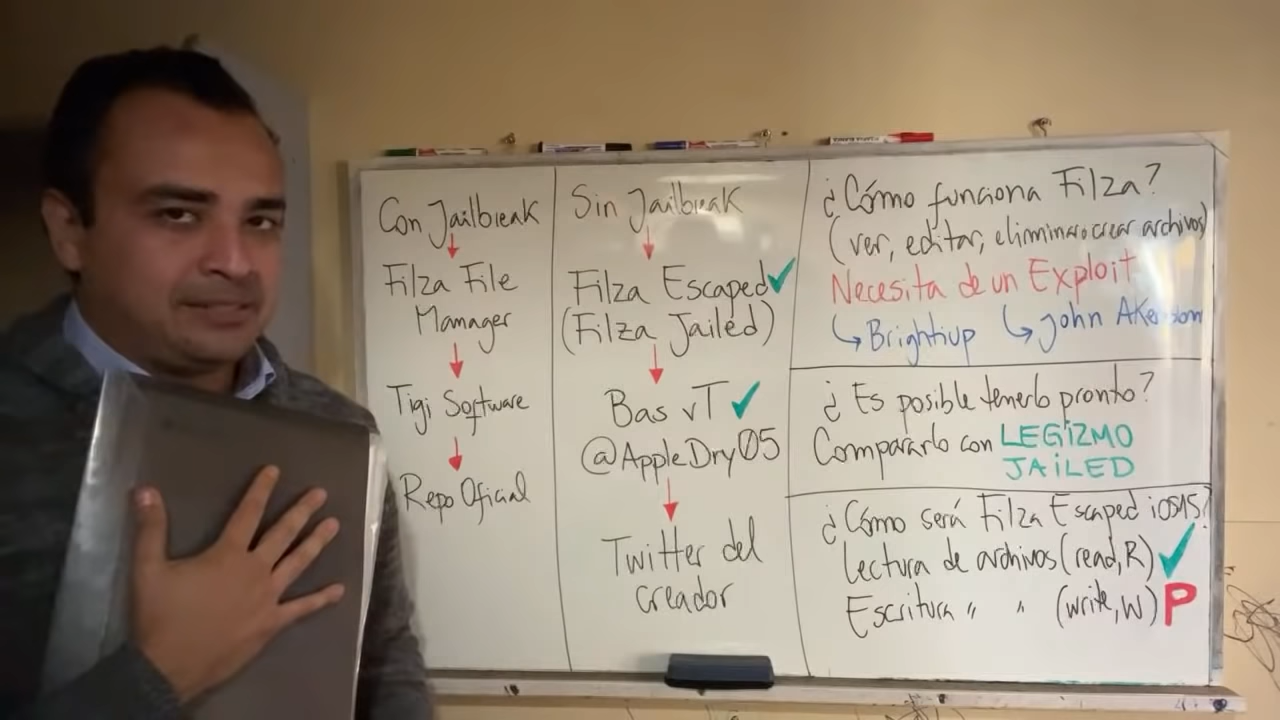 Con Jailbreak
Filza File
Manager
Tigi Software
Repo Oficial
Sin Jailbreak
Filza Escaped ✓
(Filza Jailed)
Bas vT ✓
@AppleDry05
Twitter del
creador
¿Cómo funciona Filza?
(ver, editar, eliminar o crear archivos)
Necesita de un Exploit
↳ Brightiup ↳ John
¿Es posible tenerlo pronto?
Compararlo con LEGiZMO
JAiLED
¿Cómo será Filza Escaped iOS15?
Lectura de archivos (read, R) ✓
Escritura " " (write, W) P